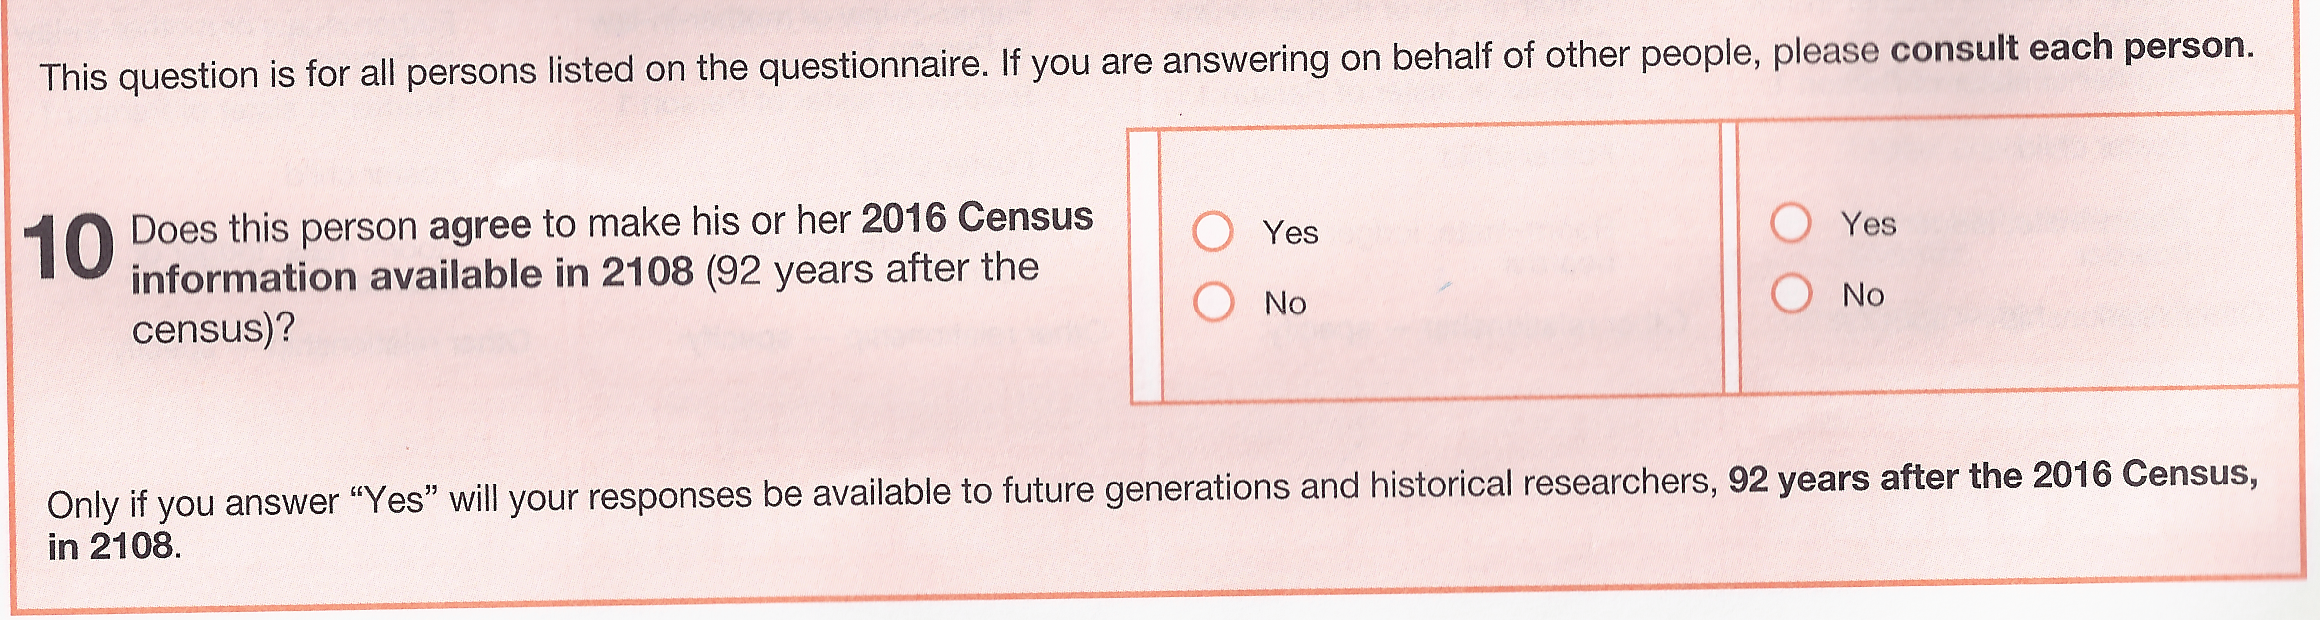 This question is for all persons listed on the questionnaire. If you are answering on behalf of other people, please consult each person.
10 Does this person agree to make his or her 2016 Census
information available in 2108 (92 years after the
census)?
Yes
No
Yes
No
Only if you answer “Yes” will your responses be available to future generations and historical researchers, 92 years after the 2016 Census,
in 2108.